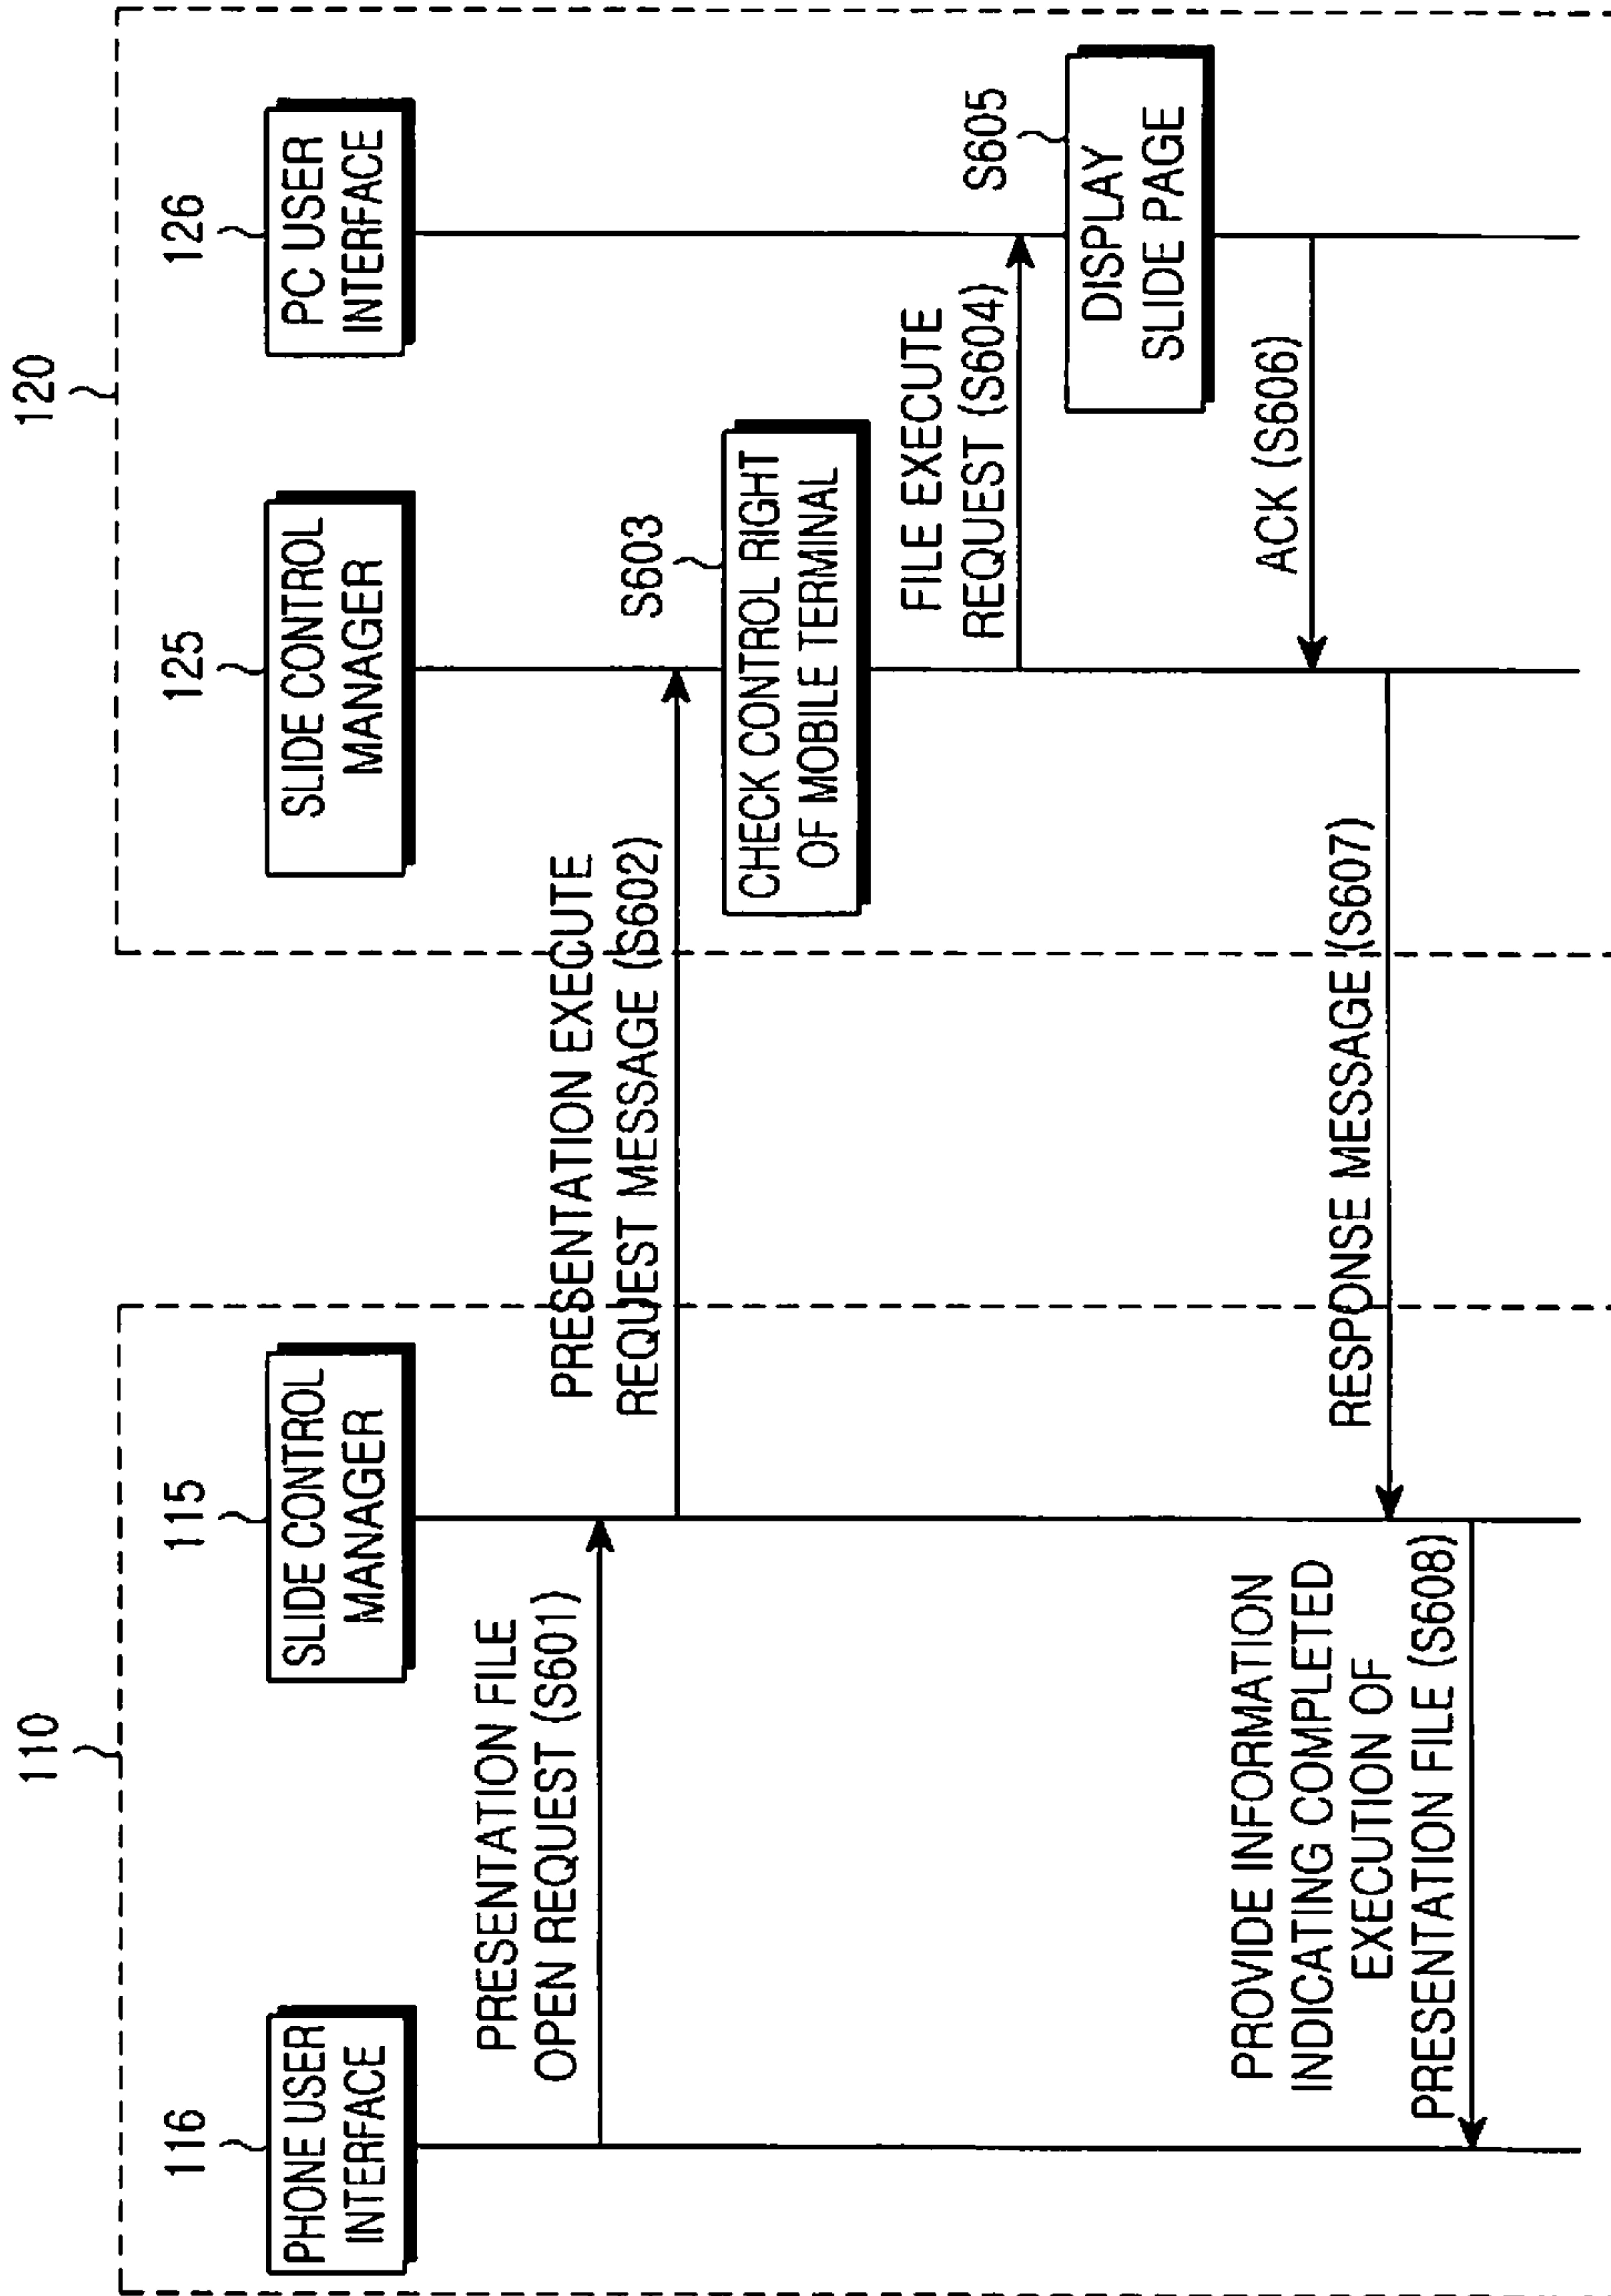 110
120
116
115
125
126
PHONE USER
INTERFACE
SLIDE CONTROL
MANAGER
SLIDE CONTROL
MANAGER
PC USER
INTERFACE
PRESENTATION FILE
OPEN REQUEST (S601)
PRESENTATION EXECUTE
REQUEST MESSAGE (S602)
S603
CHECK CONTROL RIGHT
OF MOBILE TERMINAL
FILE EXECUTE
REQUEST (S604)
S605
DISPLAY
SLIDE PAGE
ACK (S606)
RESPONSE MESSAGE (S607)
PROVIDE INFORMATION
INDICATING COMPLETED
EXECUTION OF
PRESENTATION FILE (S608)